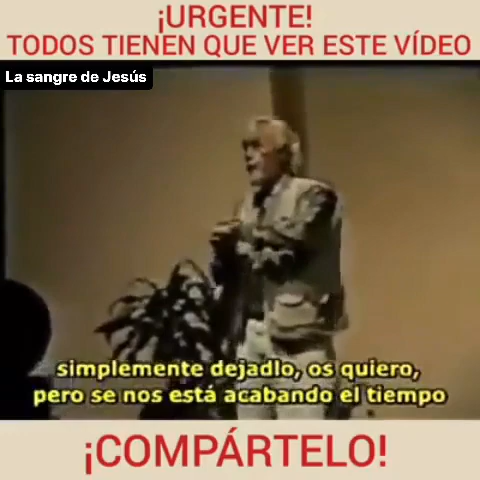 ¡URGENTE!
TODOS TIENEN QUE VER ESTE VÍDEO
La sangre de Jesús
simplemente dejadlo, os quiero,
pero se nos está acabando el tiempo
¡COMPÁRTELO!